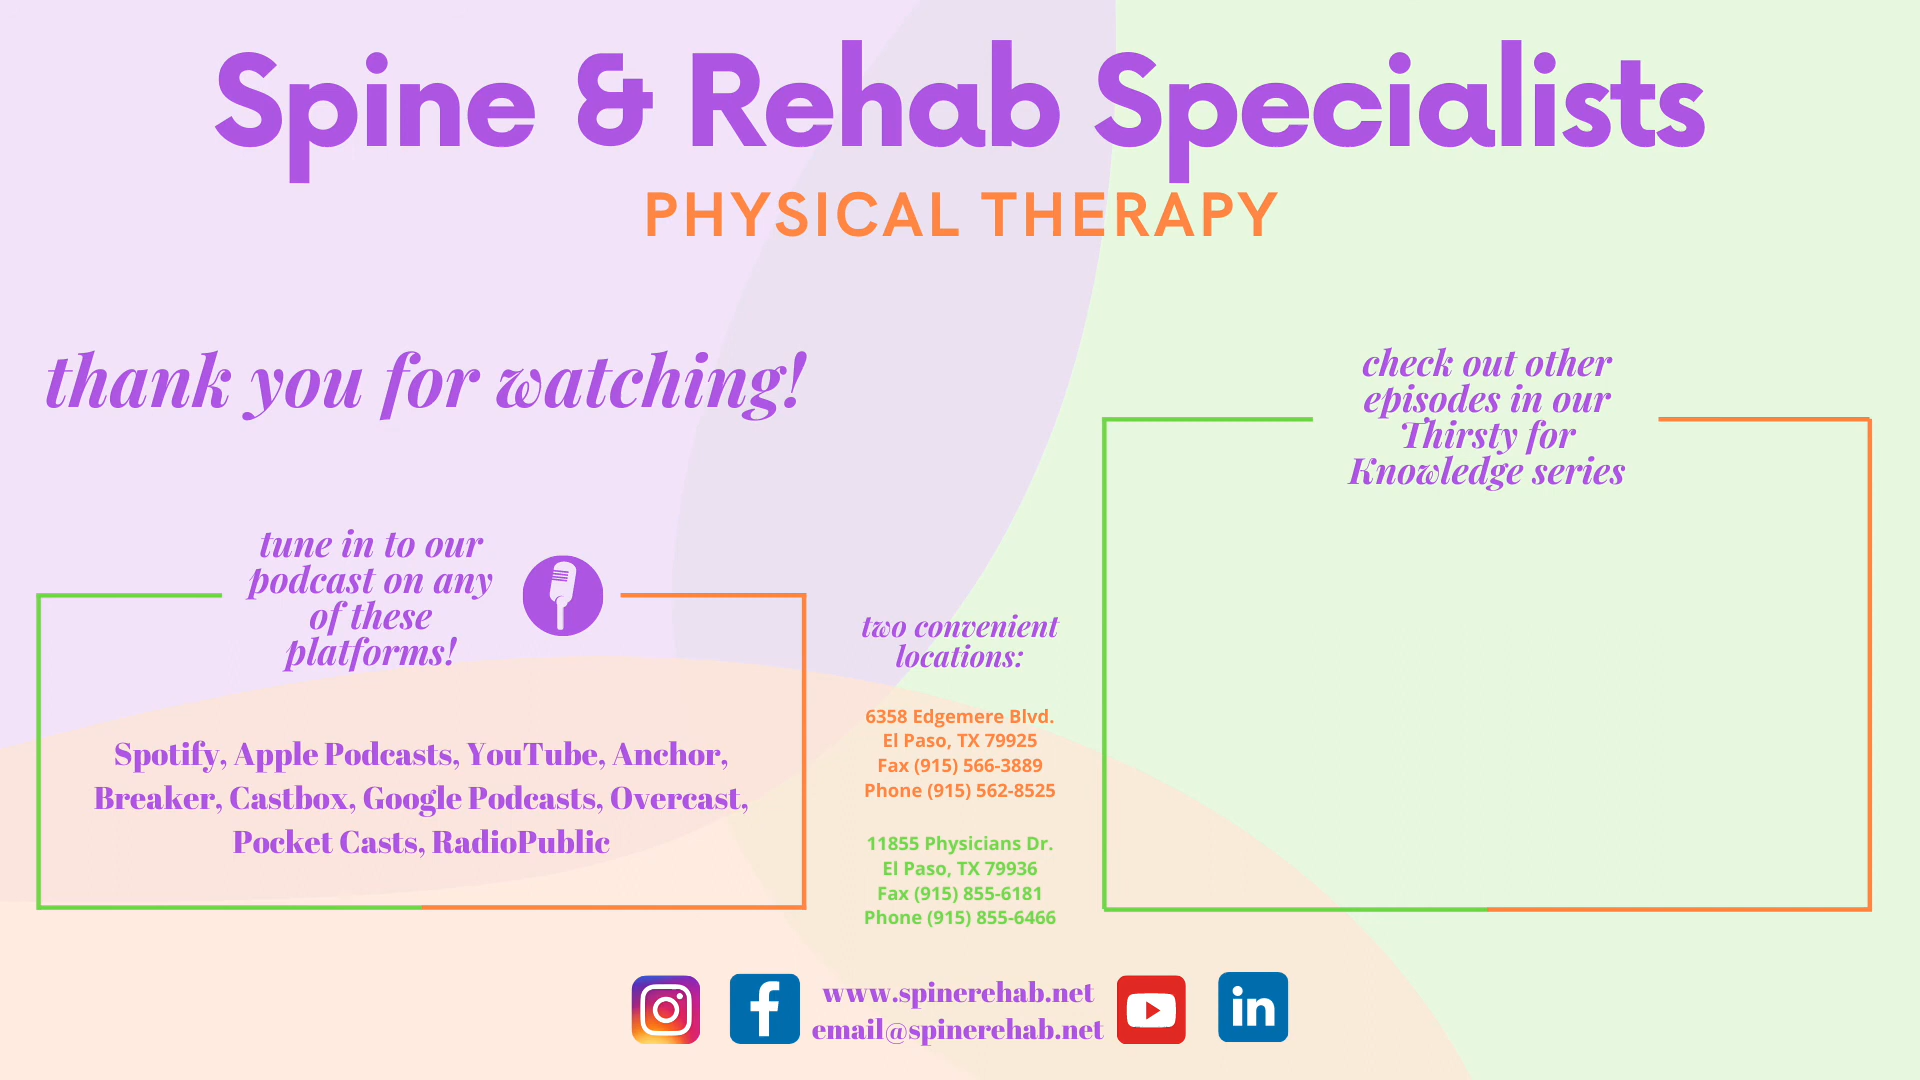 Spine & Rehab Specialists
PHYSICAL THERAPY
thank you for watching!
tune in to our
podcast on any
of these
platforms!
Spotify, Apple Podcasts, YouTube, Anchor,
Breaker, Castbox, Google Podcasts, Overcast,
Pocket Casts, RadioPublic
two convenient
locations:
6358 Edgemere Blvd.
El Paso, TX 79925
Fax (915) 566-3889
Phone (915) 562-8525
11855 Physicians Dr.
El Paso, TX 79936
Fax (915) 855-6181
Phone (915) 855-6466
check out other
episodes in our
Thirsty for
Knowledge series
www.spinerehab.net
email@spinerehab.net